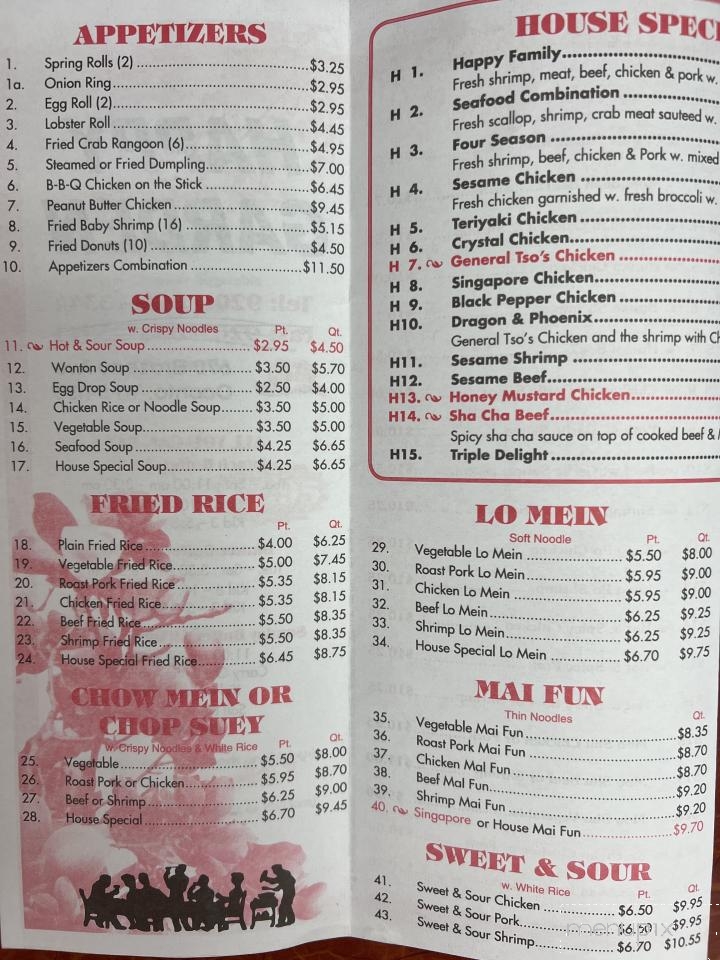 APPETIZERS
1. Spring Rolls (2) $3.25
1a. Onion Ring $2.95
2. Egg Roll (2) $2.95
3. Lobster Roll $4.45
4. Fried Crab Rangoon (6) $4.95
5. Steamed or Fried Dumpling $7.00
6. B-B-Q Chicken on the Stick $6.45
7. Peanut Butter Chicken $9.45
8. Fried Baby Shrimp (16) $5.15
9. Fried Donuts (10) $4.50
10. Appetizers Combination $11.50
SOUP
w. Crispy Noodles Pt. Qt.
11. Hot & Sour Soup $2.95 $4.50
12. Wonton Soup $3.50 $5.70
13. Egg Drop Soup $2.50 $4.00
14. Chicken Rice or Noodle Soup $3.50 $5.00
15. Vegetable Soup $3.50 $5.00
16. Seafood Soup $4.25 $6.65
17. House Special Soup $4.25 $6.65
FRIED RICE
Pt. Qt.
18. Plain Fried Rice $4.00 $6.25
19. Vegetable Fried Rice $5.00 $7.45
20. Roast Pork Fried Rice $5.35 $8.15
21. Chicken Fried Rice $5.35 $8.15
22. Beef Fried Rice $5.50 $8.35
23. Shrimp Fried Rice $5.50 $8.35
24. House Special Fried Rice $6.45 $8.75
CHOW MEIN OR
CHOP SUEY
w. Crispy Noodles & White Rice Pt. Qt.
25. Vegetable $5.50 $8.00
26. Roast Pork or Chicken $5.95 $8.70
27. Beef or Shrimp $6.25 $9.00
28. House Special $6.70 $9.45
HOUSE SPECI
H 1. Happy Family
Fresh shrimp, meat, beef, chicken & pork w.
H 2. Seafood Combination
Fresh scallop, shrimp, crab meat sauteed w.
H 3. Four Season
Fresh shrimp, beef, chicken & Pork w. mixed
H 4. Sesame Chicken
Fresh chicken garnished w. fresh broccoli w.
H 5. Teriyaki Chicken
H 6. Crystal Chicken
H 7. General Tso's Chicken
H 8. Singapore Chicken
H 9. Black Pepper Chicken
H10. Dragon & Phoenix
General Tso's Chicken and the shrimp with Ch
H11. Sesame Shrimp
H12. Sesame Beef
H13. Honey Mustard Chicken
H14. Sha Cha Beef
Spicy sha cha sauce on top of cooked beef &
H15. Triple Delight
LO MEIN
Soft Noodle Pt. Qt.
29. Vegetable Lo Mein $5.50 $8.00
30. Roast Pork Lo Mein $5.95 $9.00
31. Chicken Lo Mein $5.95 $9.00
32. Beef Lo Mein $6.25 $9.25
33. Shrimp Lo Mein $6.25 $9.25
34. House Special Lo Mein $6.70 $9.75
MAI FUN
Thin Noodles Qt.
35. Vegetable Mai Fun $8.35
36. Roast Pork Mai Fun $8.70
37. Chicken Mai Fun $8.70
38. Beef Mai Fun $9.20
39. Shrimp Mai Fun $9.20
40. Singapore or House Mai Fun $9.70
SWEET & SOUR
w. White Rice Pt. Qt.
41. Sweet & Sour Chicken $6.50 $9.95
42. Sweet & Sour Pork $6.50 $9.95
43. Sweet & Sour Shrimp $6.70 $10.55